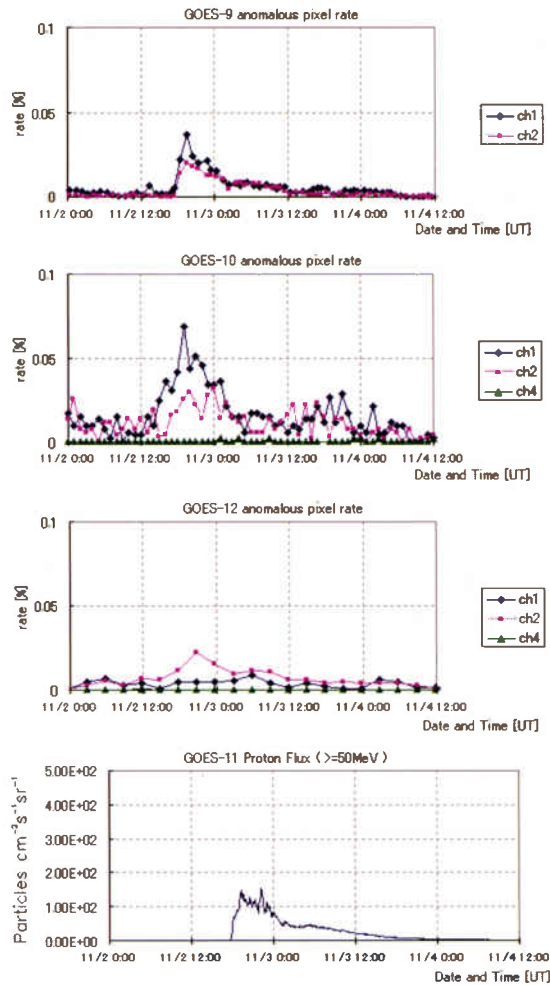 GOES-9 anomalous pixel rate
0.1
0.05
0
rate [%]
11/2 0:00 11/2 12:00 11/3 0:00 11/3 12:00 11/4 0:00 11/4 12:00
Date and Time [UT]
ch1
ch2
GOES-10 anomalous pixel rate
0.1
0.05
0
rate [%]
11/2 0:00 11/2 12:00 11/3 0:00 11/3 12:00 11/4 0:00 11/4 12:00
Date and Time [UT]
ch1
ch2
ch4
GOES-12 anomalous pixel rate
0.1
0.05
0
rate [%]
11/2 0:00 11/2 12:00 11/3 0:00 11/3 12:00 11/4 0:00 11/4 12:00
Date and Time [UT]
ch1
ch2
ch4
GOES-11 Proton Flux (>=50MeV)
5.00E+02
4.00E+02
3.00E+02
2.00E+02
1.00E+02
0.00E+00
Particles cm⁻²s⁻¹sr⁻¹
11/2 0:00 11/2 12:00 11/3 0:00 11/3 12:00 11/4 0:00 11/4 12:00
Date and Time [UT]